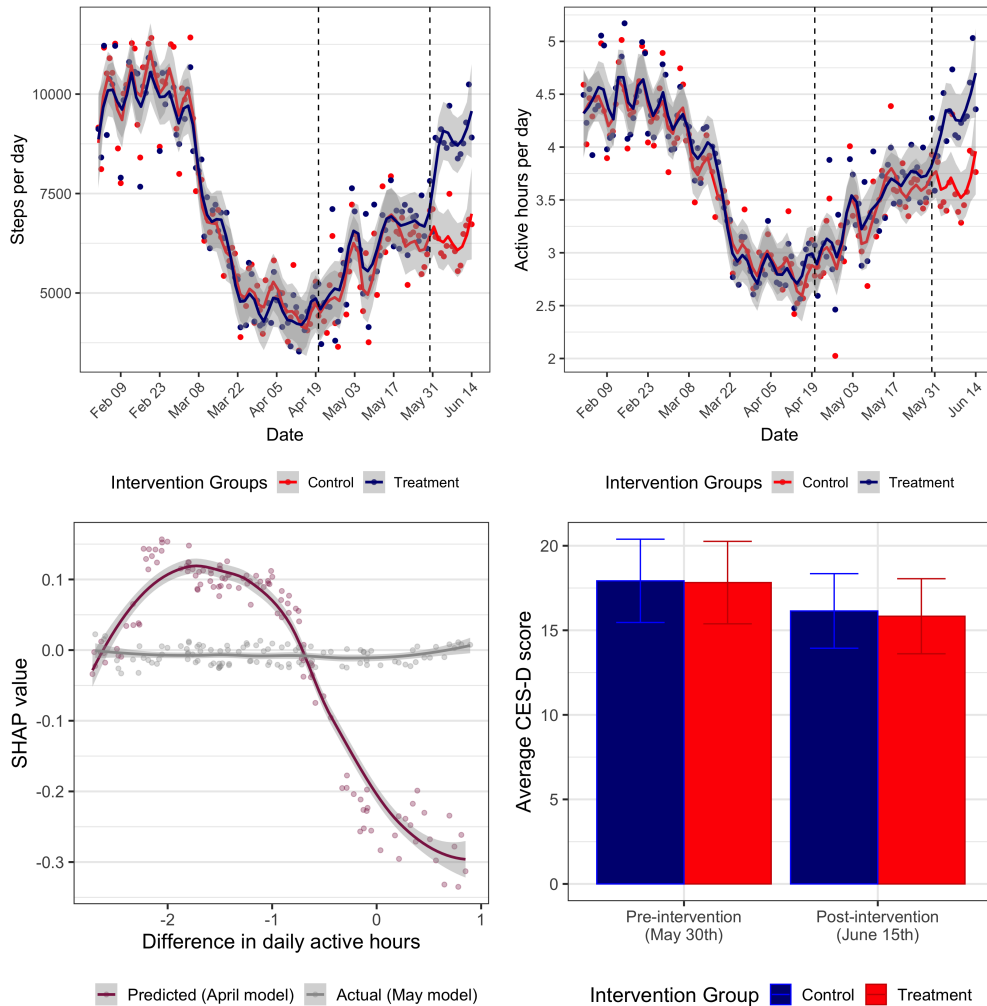 Steps per day
10000
7500
5000
Feb 09
Feb 23
Mar 08
Mar 22
Apr 05
Apr 19
May 03
May 17
May 31
Jun 14
Date
Intervention Groups Control Treatment
Active hours per day
5
4.5
4
3.5
3
2.5
2
Feb 09
Feb 23
Mar 08
Mar 22
Apr 05
Apr 19
May 03
May 17
May 31
Jun 14
Date
Intervention Groups Control Treatment
SHAP value
0.1
0.0
-0.1
-0.2
-0.3
-2
-1
0
1
Difference in daily active hours
Predicted (April model) Actual (May model)
Average CES-D score
20
15
10
5
0
Pre-intervention
(May 30th)
Post-intervention
(June 15th)
Intervention Group Control Treatment